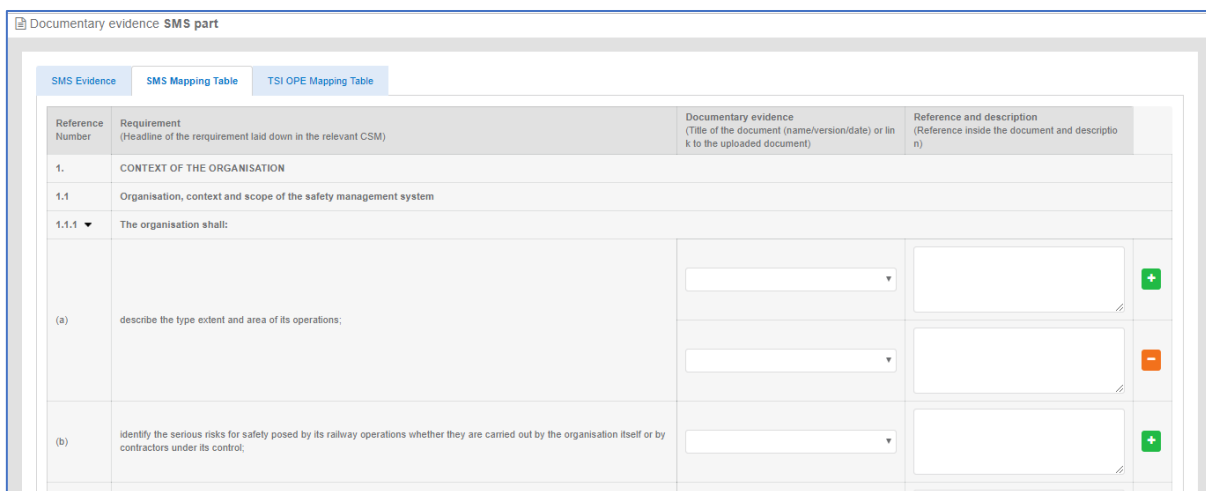 Documentary evidence SMS part
SMS Evidence SMS Mapping Table TSI OPE Mapping Table
Reference Number
Requirement
(Headline of the rerquirement laid down in the relevant CSM)
Documentary evidence
(Title of the document (name/version/date) or lin
k to the uploaded document)
Reference and description
(Reference inside the document and descriptio
n)
1. CONTEXT OF THE ORGANISATION
1.1 Organisation, context and scope of the safety management system
1.1.1 The organisation shall:
(a) describe the type extent and area of its operations;
(b) identify the serious risks for safety posed by its railway operations whether they are carried out by the organisation itself or by
contractors under its control;